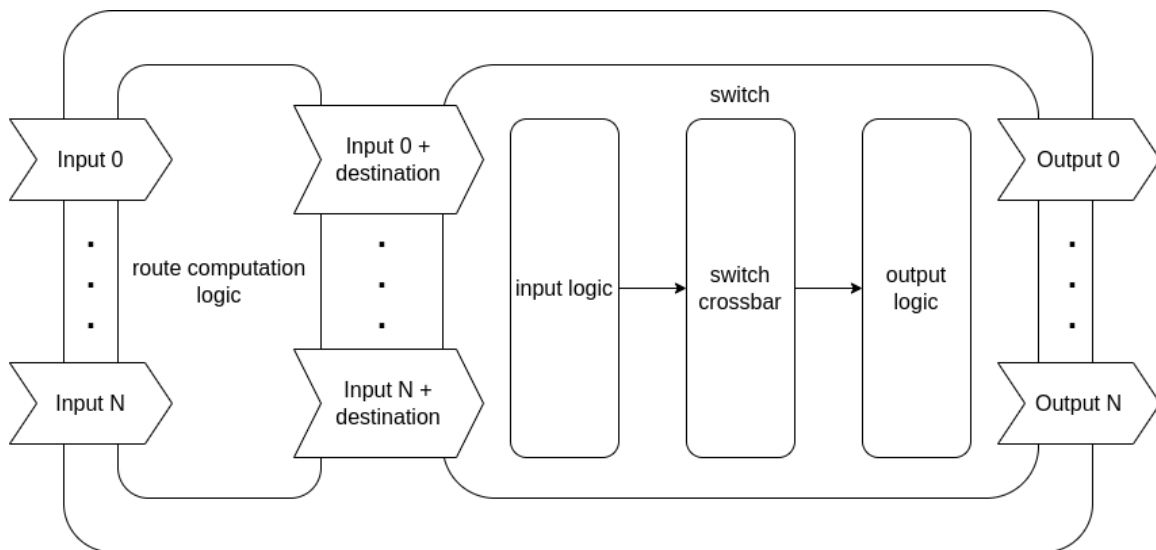 switch
Input 0
Input 0 +
destination
Output 0
route computation
logic
input logic
switch
crossbar
output
logic
Input N
Input N +
destination
Output N